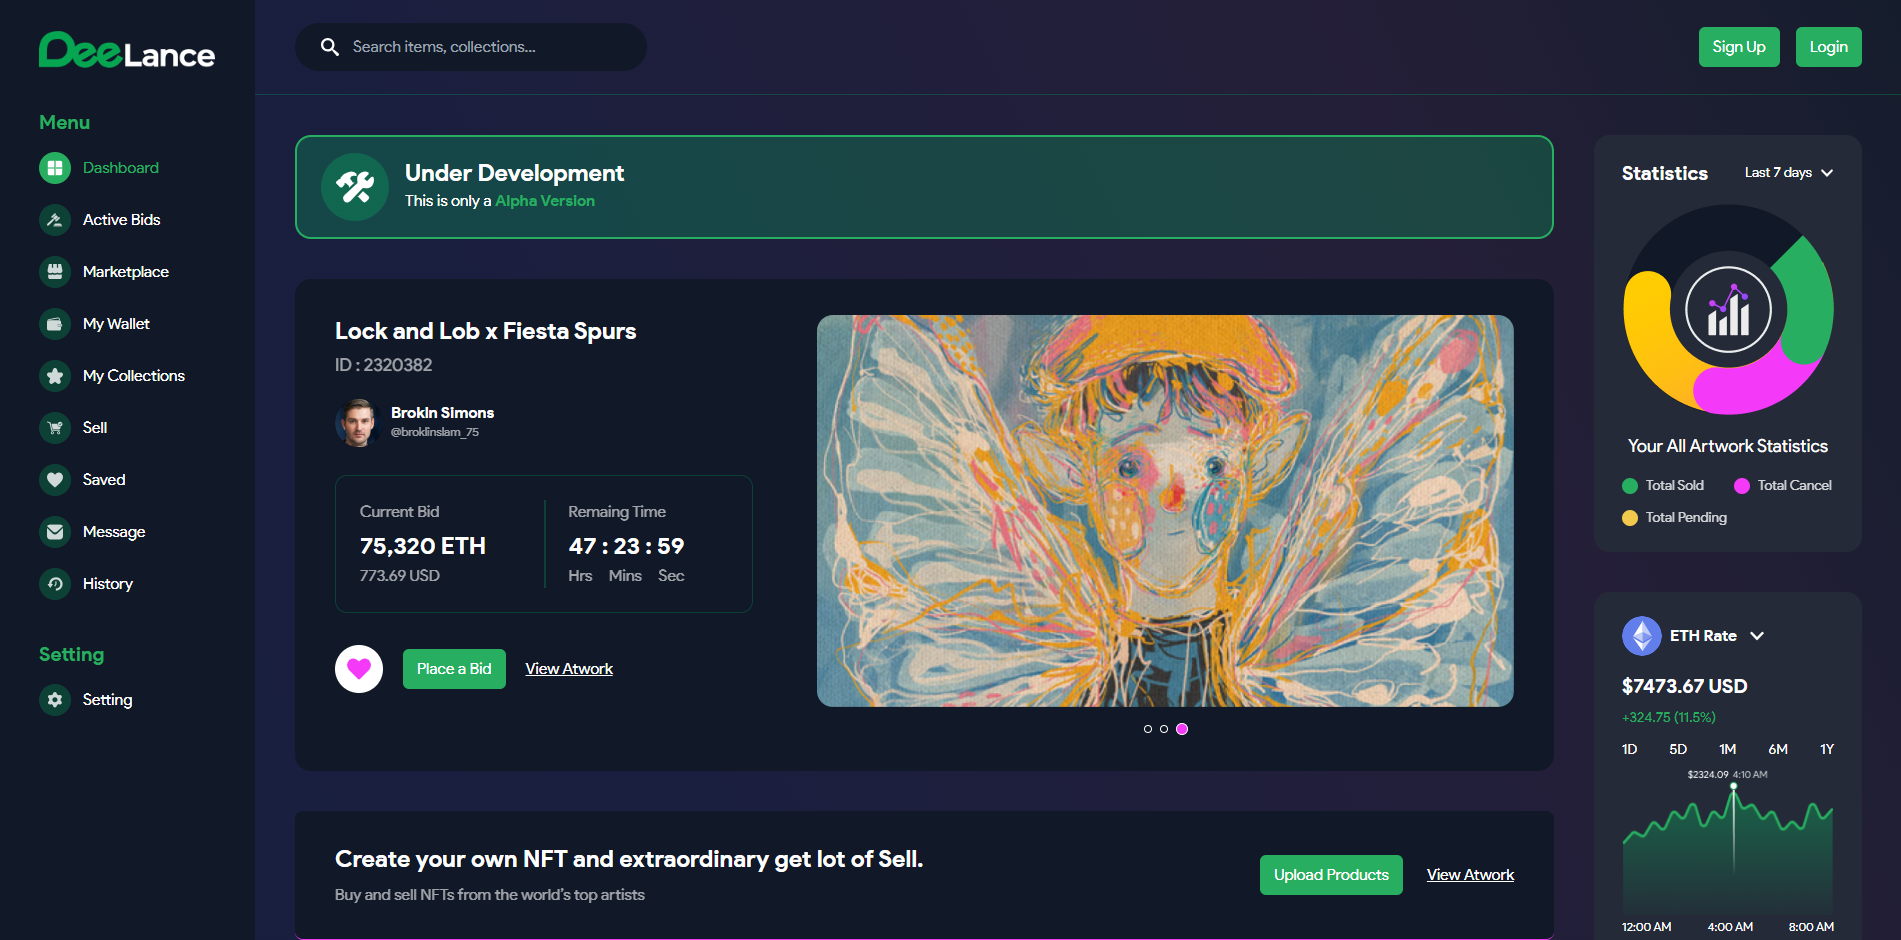 DeeLance
Search items, collections...
Sign Up
Login
Menu
Dashboard
Active Bids
Marketplace
My Wallet
My Collections
Sell
Saved
Message
History
Setting
Setting
Under Development
This is only a Alpha Version
Lock and Lob x Fiesta Spurs
ID : 2320382
Brokln Simons
@broklinslam_75
Current Bid
75,320 ETH
773.69 USD
Remaing Time
47 : 23 : 59
Hrs Mins Sec
Place a Bid
View Atwork
Create your own NFT and extraordinary get lot of Sell.
Buy and sell NFTs from the world's top artists
Upload Products
View Atwork
Statistics
Last 7 days
Your All Artwork Statistics
Total Sold
Total Cancel
Total Pending
ETH Rate
$7473.67 USD
+324.75 (11.5%)
1D 5D 1M 6M 1Y
$2324.09 4:10 AM
12:00 AM 4:00 AM 8:00 AM